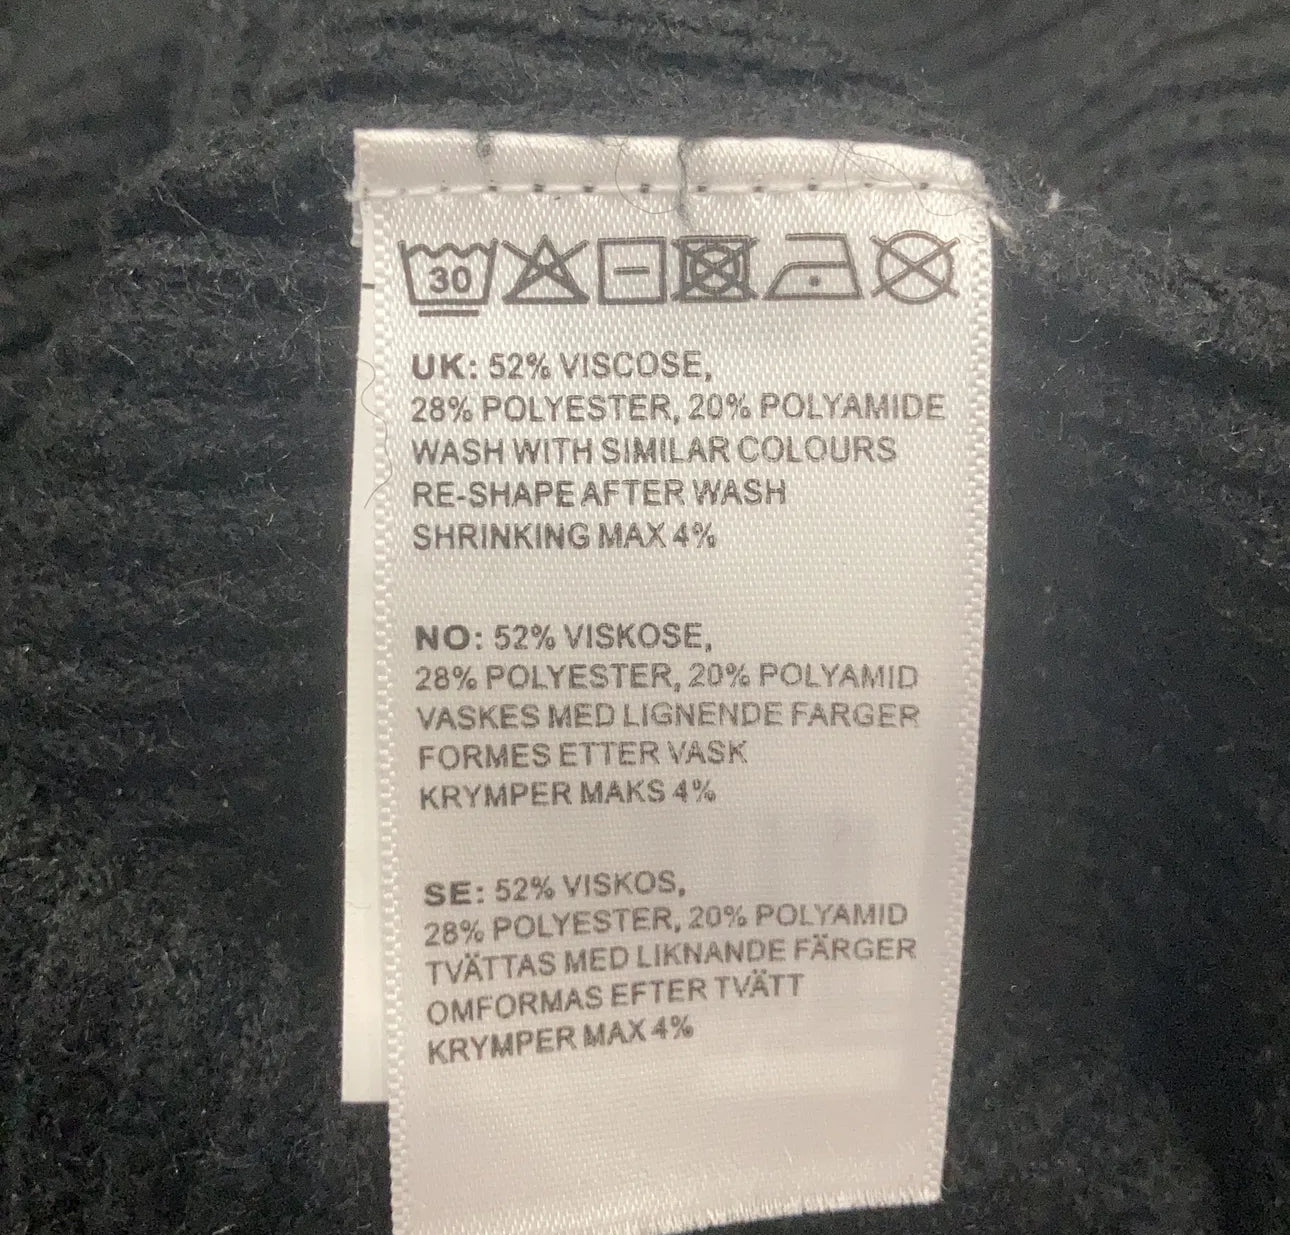 30
UK: 52% VISCOSE,
28% POLYESTER, 20% POLYAMIDE
WASH WITH SIMILAR COLOURS
RE-SHAPE AFTER WASH
SHRINKING MAX 4%
NO: 52% VISKOSE,
28% POLYESTER, 20% POLYAMID
VASKES MED LIGNENDE FARGER
FORMES ETTER VASK
KRYMPER MAKS 4%
SE: 52% VISKOS,
28% POLYESTER, 20% POLYAMID
TVÄTTAS MED LIKNANDE FÄRGER
OMFORMAS EFTER TVÄTT
KRYMPER MAX 4%